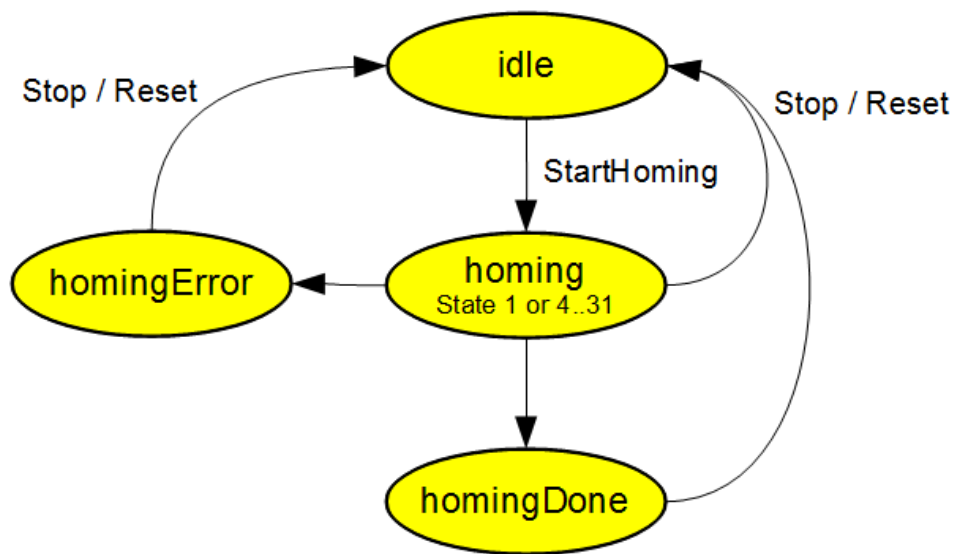 idle
Stop / Reset
Stop / Reset
StartHoming
homingError
homing
State 1 or 4..31
homingDone